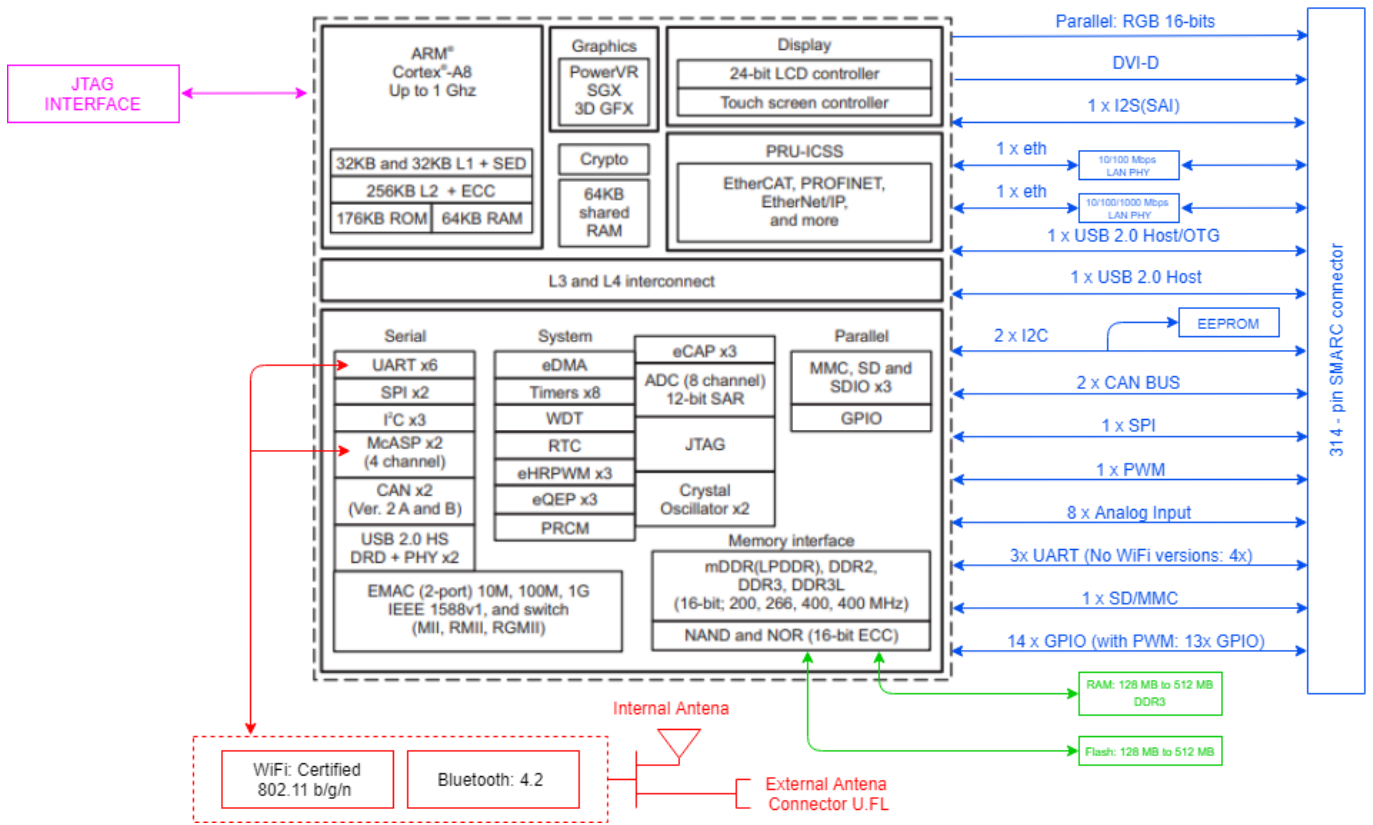 JTAG
INTERFACE
ARM®
Cortex®-A8
Up to 1 Ghz
32KB and 32KB L1 + SED
256KB L2 + ECC
176KB ROM
64KB RAM
Graphics
PowerVR
SGX
3D GFX
Crypto
64KB
shared
RAM
Display
24-bit LCD controller
Touch screen controller
PRU-ICSS
EtherCAT, PROFINET,
EtherNet/IP,
and more
L3 and L4 interconnect
Serial
UART x6
SPI x2
I²C x3
McASP x2
(4 channel)
CAN x2
(Ver. 2 A and B)
USB 2.0 HS
DRD + PHY x2
EMAC (2-port) 10M, 100M, 1G
IEEE 1588v1, and switch
(MII, RMII, RGMII)
System
eDMA
Timers x8
WDT
RTC
eHRPWM x3
eQEP x3
PRCM
eCAP x3
ADC (8 channel)
12-bit SAR
JTAG
Crystal
Oscillator x2
Parallel
MMC, SD and
SDIO x3
GPIO
Memory interface
mDDR(LPDDR), DDR2,
DDR3, DDR3L
(16-bit; 200, 266, 400, 400 MHz)
NAND and NOR (16-bit ECC)
Parallel: RGB 16-bits
DVI-D
1 x I2S(SAI)
1 x eth
10/100 Mbps
LAN PHY
1 x eth
10/100/1000 Mbps
LAN PHY
1 x USB 2.0 Host/OTG
1 x USB 2.0 Host
2 x I2C
EEPROM
2 x CAN BUS
1 x SPI
1 x PWM
8 x Analog Input
3x UART (No WiFi versions: 4x)
1 x SD/MMC
14 x GPIO (with PWM: 13x GPIO)
314 - pin SMARC connector
RAM: 128 MB to 512 MB
DDR3
Flash: 128 MB to 512 MB
Internal Antena
External Antena
Connector U.FL
WiFi: Certified
802.11 b/g/n
Bluetooth: 4.2